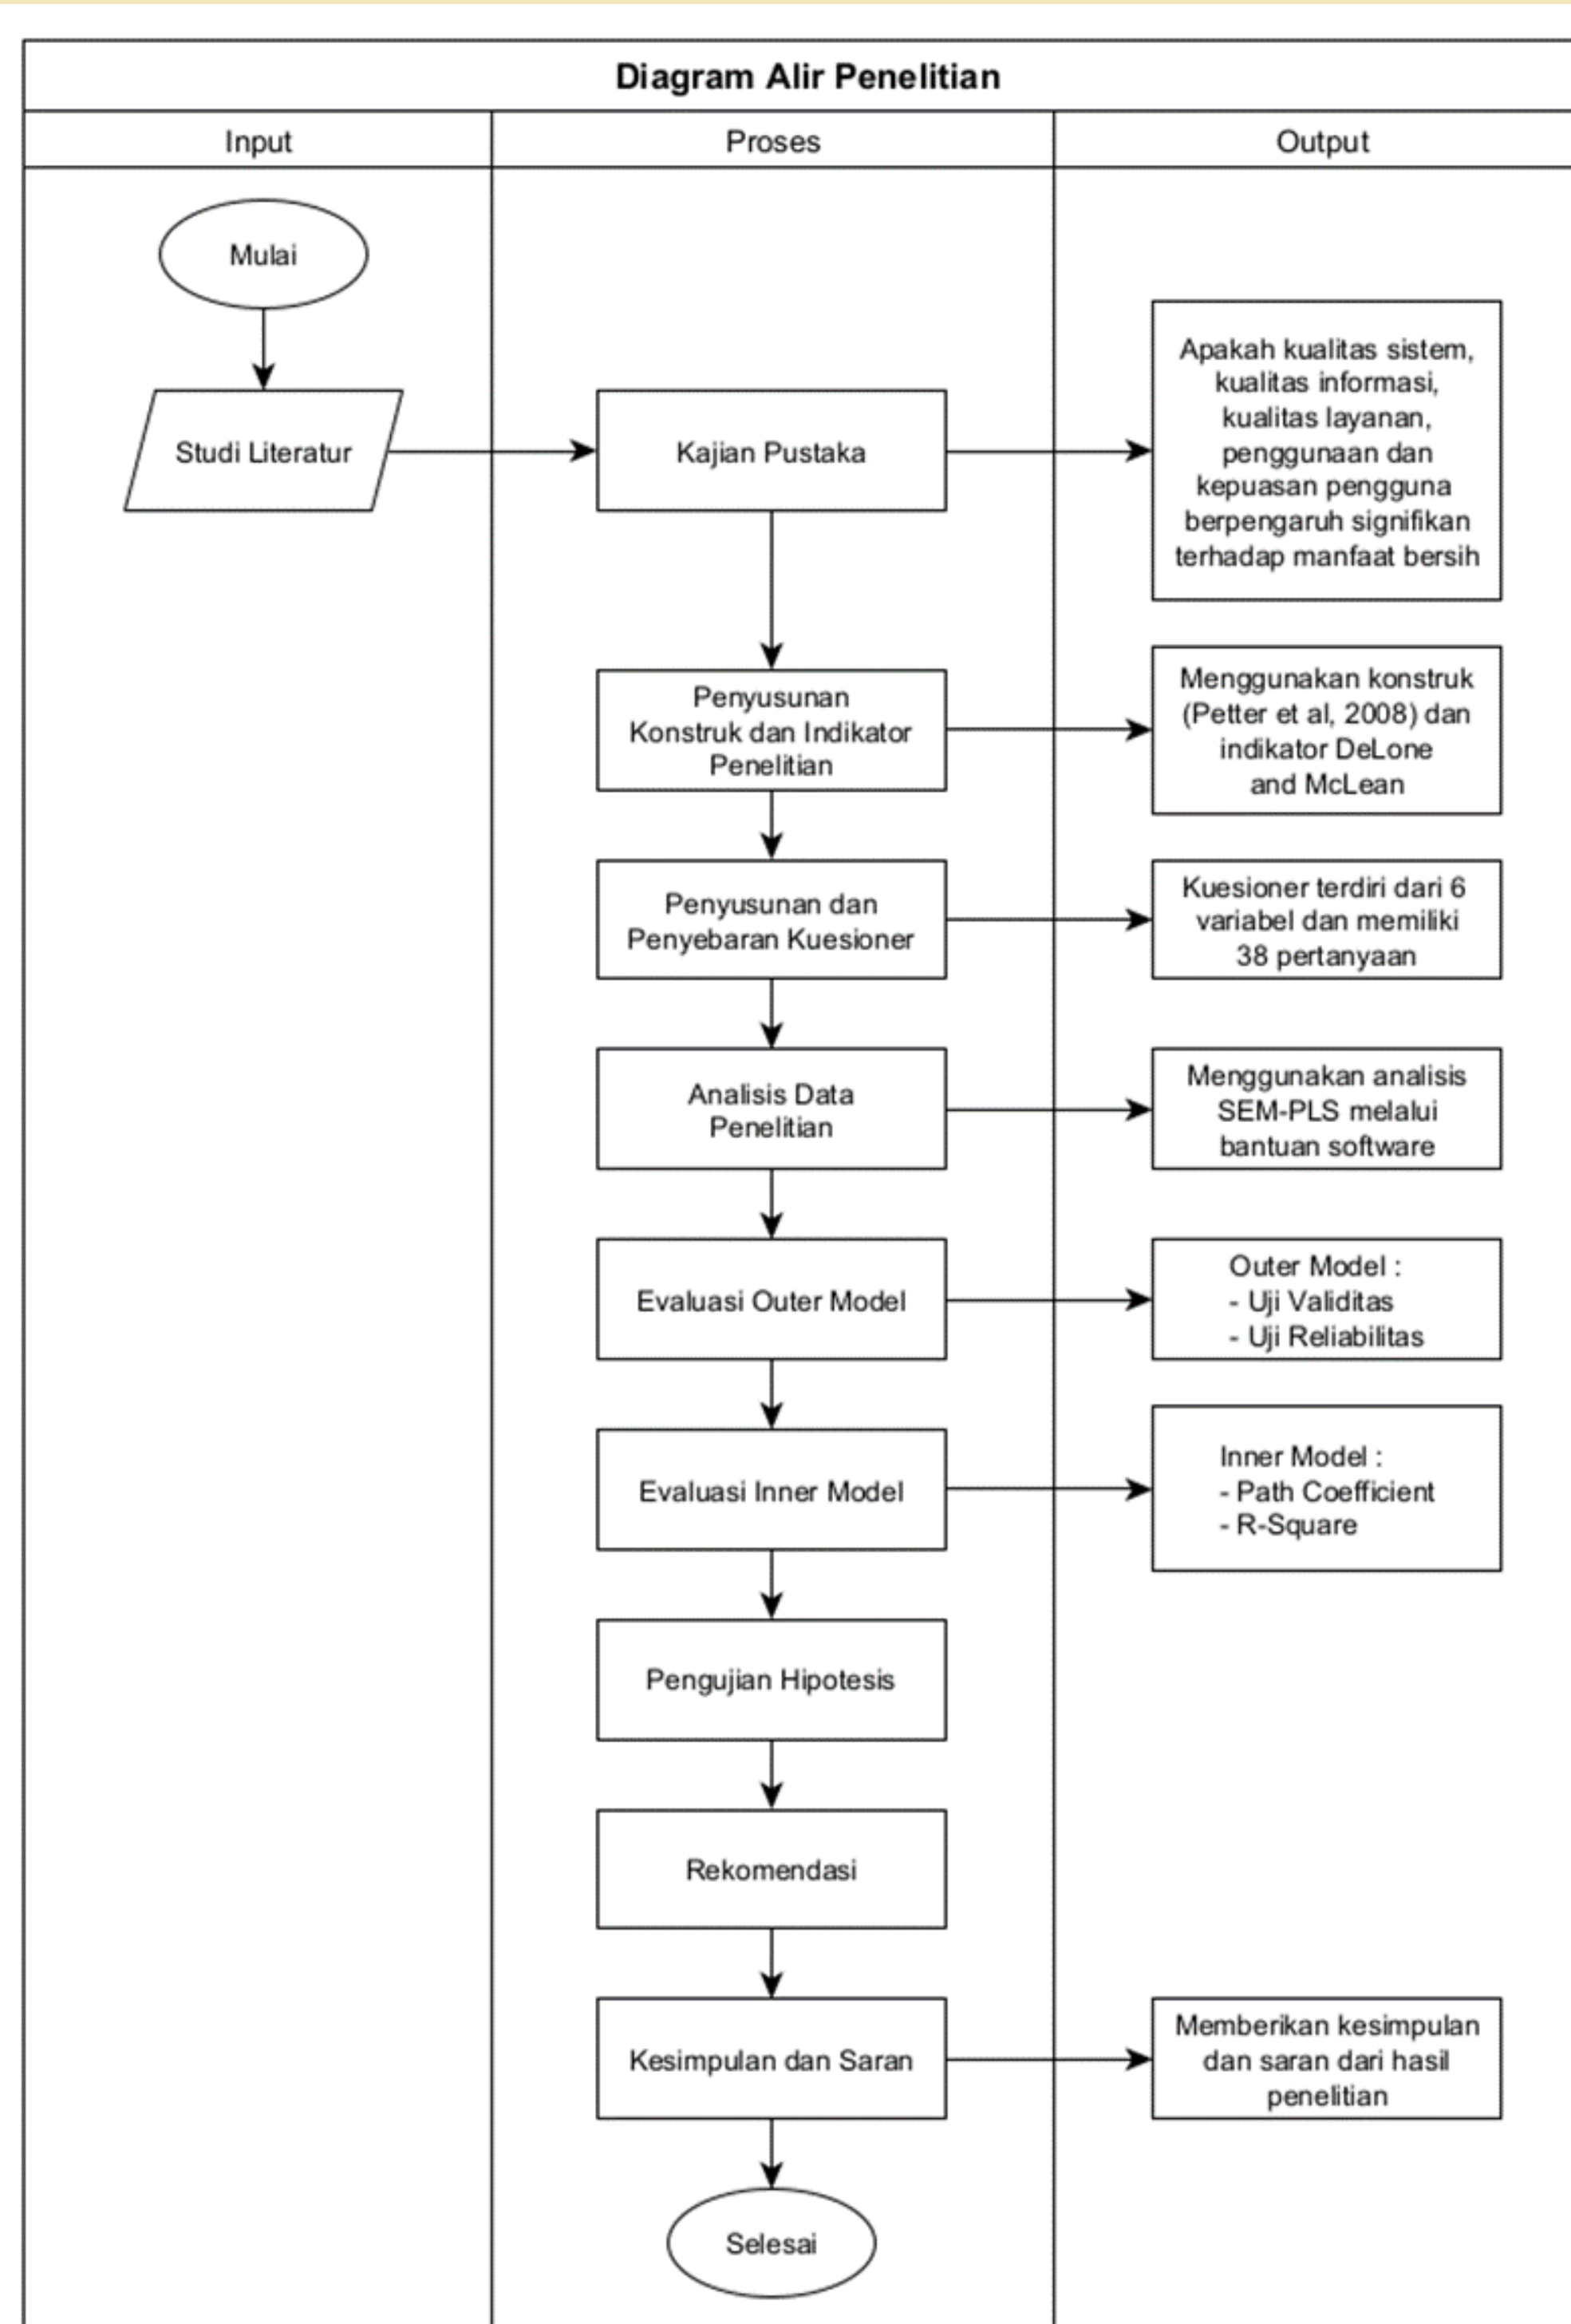 Diagram Alir Penelitian
Input
Proses
Output
Mulai
Studi Literatur
Kajian Pustaka
Apakah kualitas sistem,
kualitas informasi,
kualitas layanan,
penggunaan dan
kepuasan pengguna
berpengaruh signifikan
terhadap manfaat bersih
Penyusunan
Konstruk dan Indikator
Penelitian
Menggunakan konstruk
(Petter et al, 2008) dan
indikator DeLone
and McLean
Penyusunan dan
Penyebaran Kuesioner
Kuesioner terdiri dari 6
variabel dan memiliki
38 pertanyaan
Analisis Data
Penelitian
Menggunakan analisis
SEM-PLS melalui
bantuan software
Evaluasi Outer Model
Outer Model :
- Uji Validitas
- Uji Reliabilitas
Evaluasi Inner Model
Inner Model :
- Path Coefficient
- R-Square
Pengujian Hipotesis
Rekomendasi
Kesimpulan dan Saran
Memberikan kesimpulan
dan saran dari hasil
penelitian
Selesai